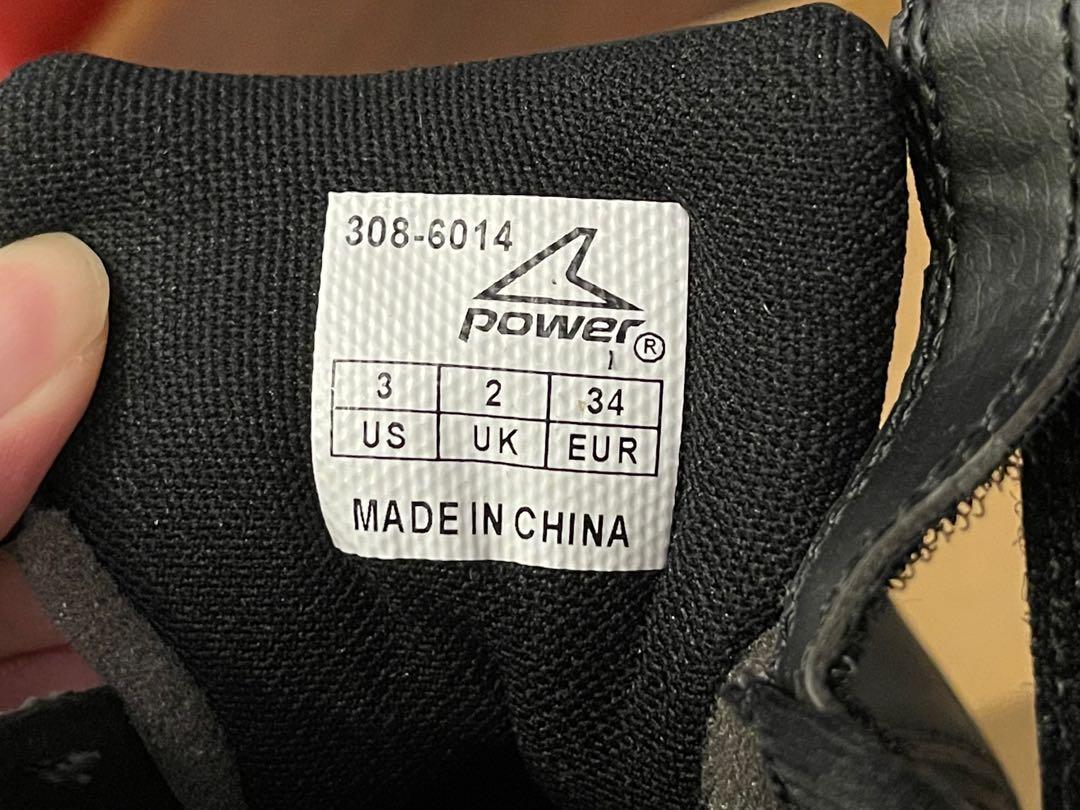 308-6014
power®
3 2 34
US UK EUR
MADE IN CHINA